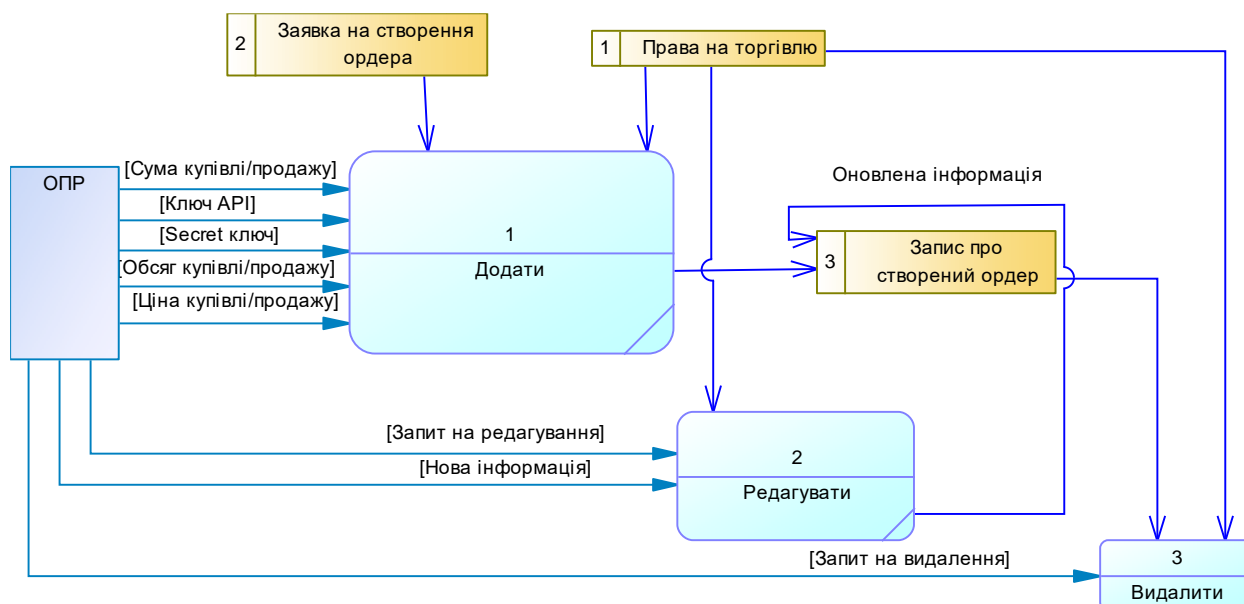 2
Заявка на створення
ордера
1
Права на торгівлю
ОПР
[Сума купівлі/продажу]
[Ключ API]
[Secret ключ]
[Обсяг купівлі/продажу]
[Ціна купівлі/продажу]
1
Додати
Оновлена інформація
3
Запис про
створений ордер
[Запит на редагування]
[Нова інформація]
2
Редагувати
[Запит на видалення]
3
Видалити